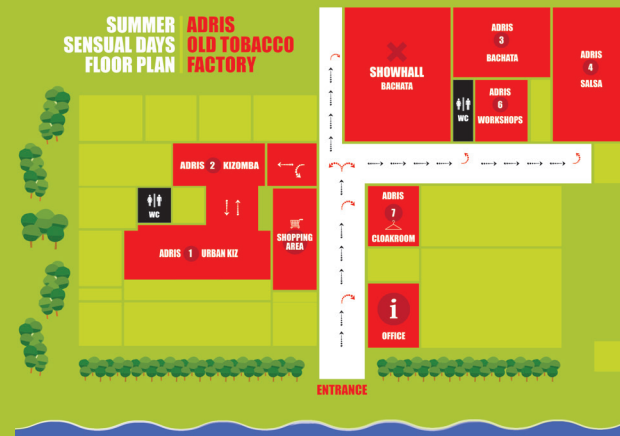 SUMMER
SENSUAL DAYS
FLOOR PLAN
ADRIS
OLD TOBACCO
FACTORY
SHOWHALL
BACHATA
ADRIS
3
BACHATA
ADRIS
4
SALSA
WC
ADRIS
6
WORKSHOPS
ADRIS 2 KIZOMBA
WC
SHOPPING
AREA
ADRIS 1 URBAN KIZ
ADRIS
7
CLOAKROOM
i
OFFICE
ENTRANCE